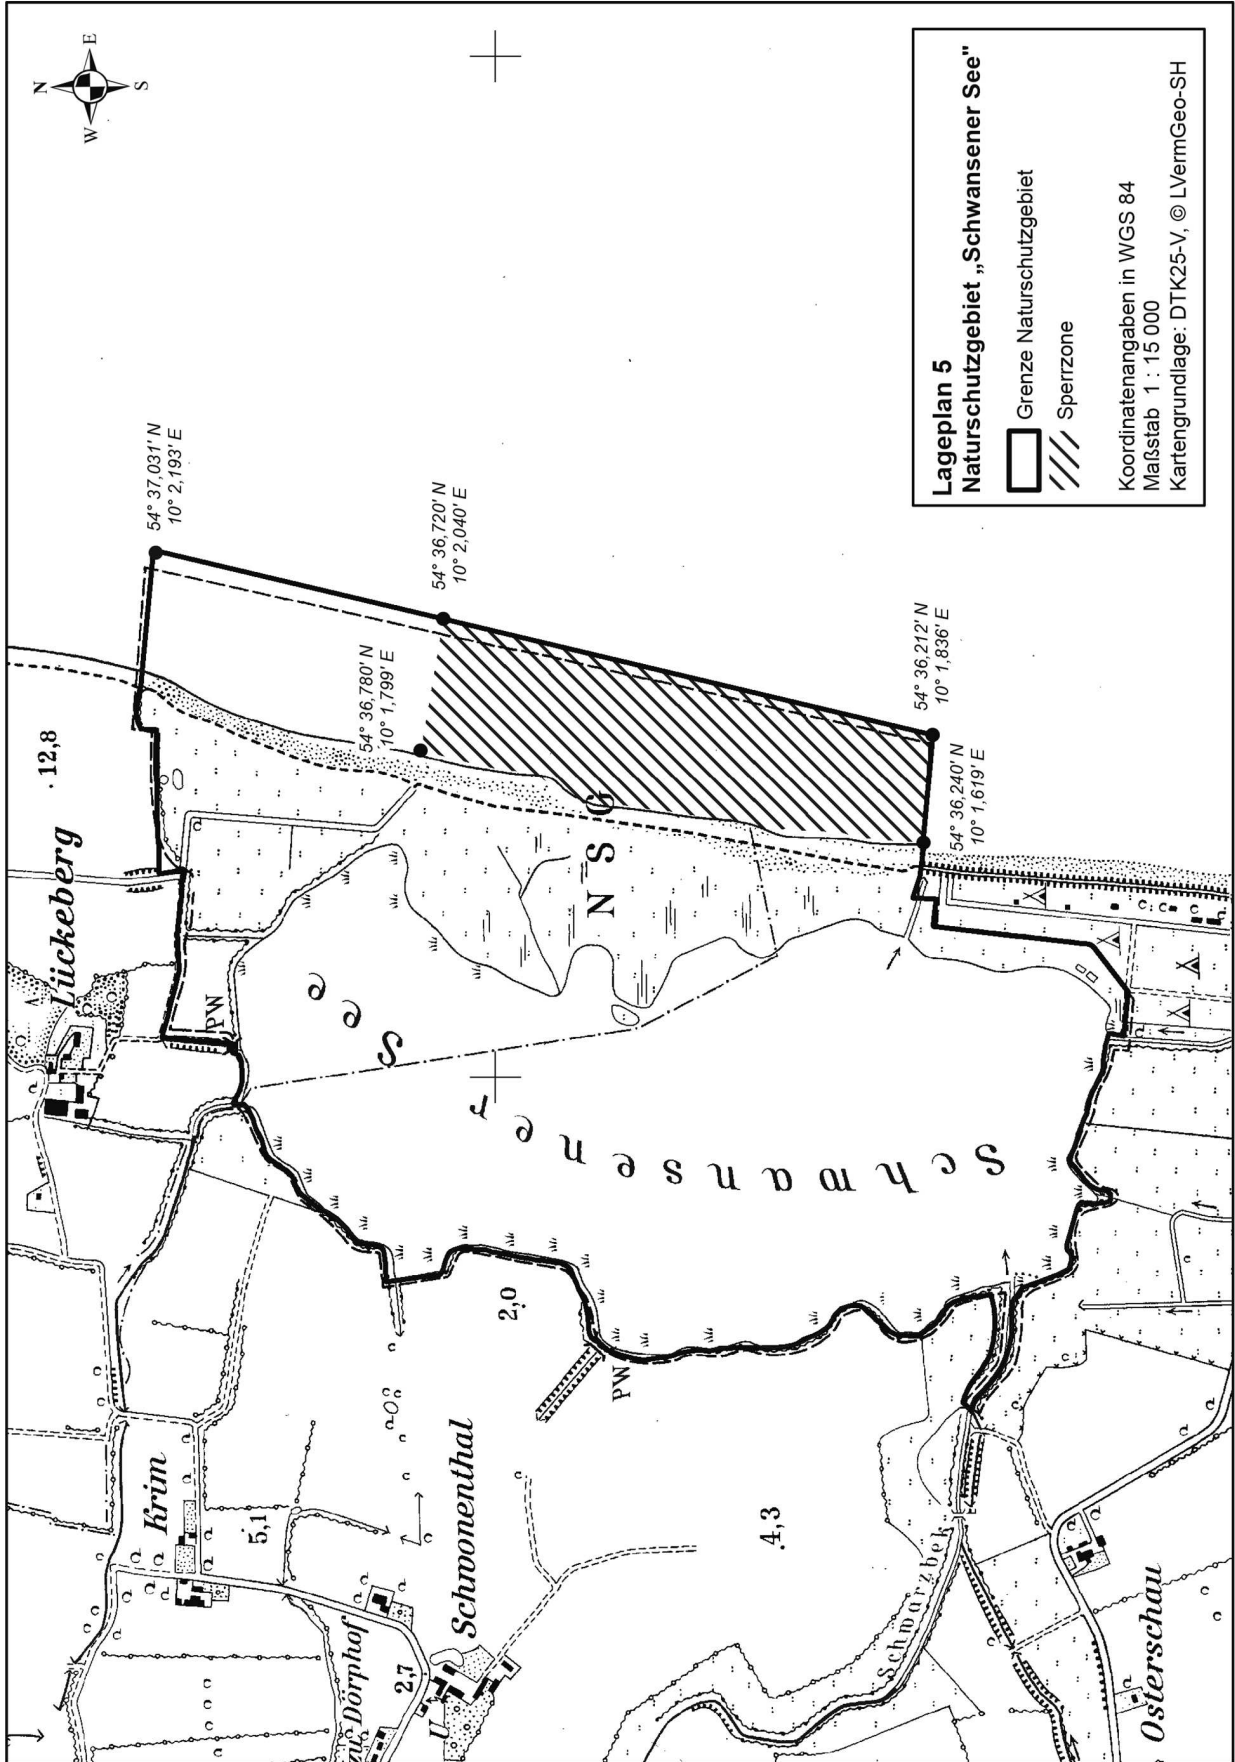 N
W
E
S
54° 37,031' N
10° 2,193' E
54° 36,720' N
10° 2,040' E
54° 36,780' N
10° 1,799' E
54° 36,212' N
10° 1,836' E
54° 36,240' N
10° 1,619' E
12,8
Lückeberg
PW
N S G
Schwansener See
Krim
5,1
2,0
PW
Schwonenthal
zu Dörphof
2,7
U
4,3
Schwarzbek
Osterschau
Lageplan 5
Naturschutzgebiet „Schwansener See"
Grenze Naturschutzgebiet
Sperrzone
Koordinatenangaben in WGS 84
Maßstab 1 : 15 000
Kartengrundlage: DTK25-V, © LVermGeo-SH